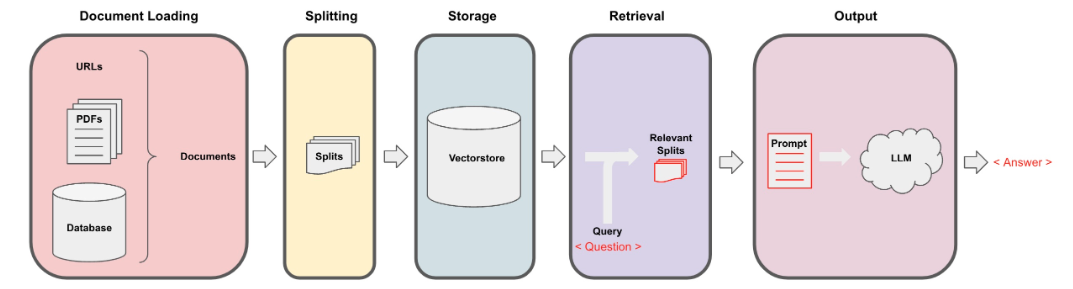 Document Loading
Splitting
Storage
Retrieval
Output
URLs
PDFs
Documents
Database
Splits
Vectorstore
Relevant
Splits
Query
< Question >
Prompt
LLM
< Answer >